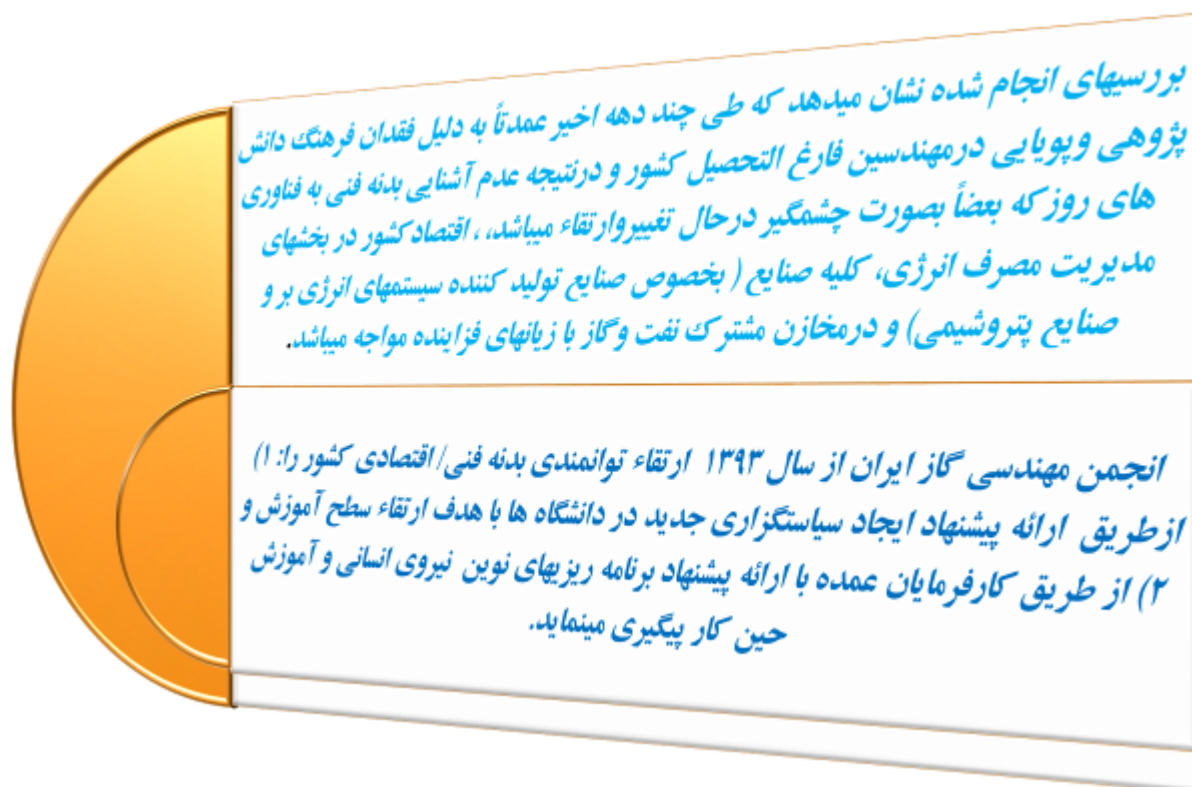 بررسیهای انجام شده نشان میدهد که طی چند دهه اخیر عمدتاً به دلیل فقدان فرهنگ دانش
پژوهی وپویایی درمهندسین فارغ التحصیل کشور و درنتیجه عدم آشنایی بدنه فنی به فناوری
های روز که بعضاً بصورت چشمگیر درحال تغییروارتقاء میباشد، ، اقتصاد کشور در بخشهای
مدیریت مصرف انرژی، کلیه صنایع ( بخصوص صنایع تولید کننده سیستمهای انرژی بر و
صنایع پتروشیمی) و درمخازن مشترک نفت وگاز با زیانهای فزاینده مواجه میباشد.
انجمن مهندسی گاز ایران از سال ۱۳۹۳ ارتقاء توانمندی بدنه فنی/ اقتصادی کشور را: ۱)
ازطریق ارائه پیشنهاد ایجاد سیاستگزاری جدید در دانشگاه ها با هدف ارتقاء سطح آموزش و
۲) از طریق کارفرمایان عمده با ارائه پیشنهاد برنامه ریزیهای نوین نیروی انسانی و آموزش
حین کار پیگیری مینماید.